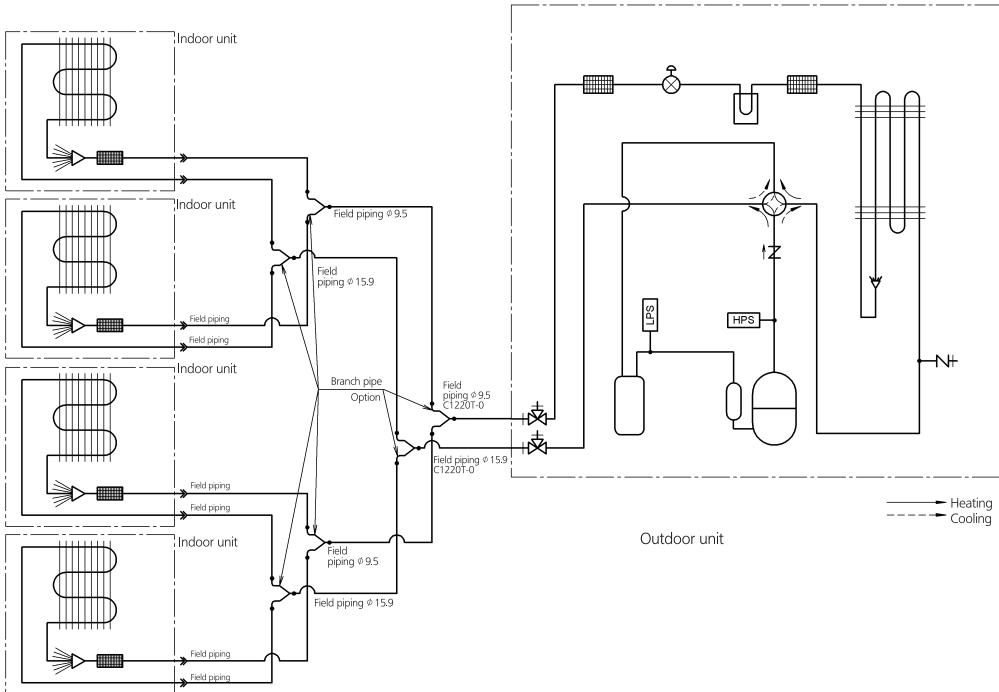 Indoor unit
Indoor unit
Field piping φ 9.5
Field
piping φ 15.9
Field piping
Field piping
LPS
HPS
Indoor unit
Branch pipe
Option
Field
piping φ 9.5
C1220T-0
Field piping φ 15.9
C1220T-0
Field piping
Field piping
Heating
Cooling
Outdoor unit
Indoor unit
Field
piping φ 9.5
Field piping φ 15.9
Field piping
Field piping